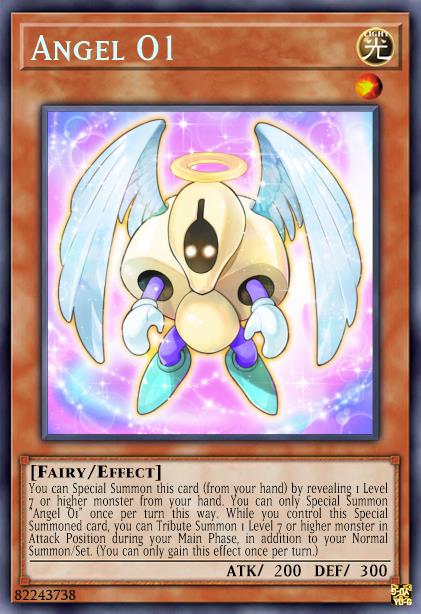 Angel O1
LIGHT
光
[Fairy/Effect]
You can Special Summon this card (from your hand) by revealing 1 Level
7 or higher monster from your hand. You can only Special Summon
"Angel O1" once per turn this way. While you control this Special
Summoned card, you can Tribute Summon 1 Level 7 or higher monster in
Attack Position during your Main Phase, in addition to your Normal
Summon/Set. (You can only gain this effect once per turn.)
ATK/ 200 DEF/ 300
82243738